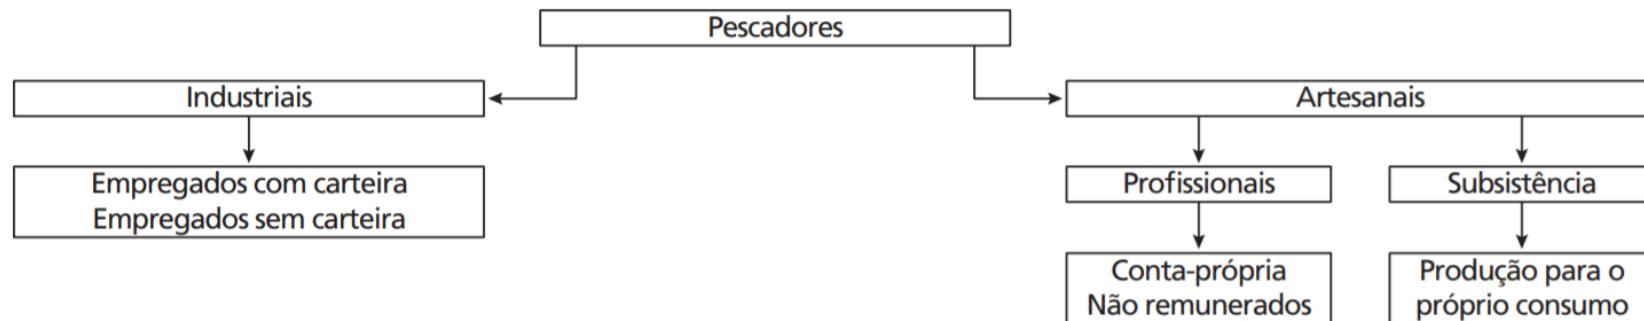 Pescadores
Industriais
Artesanais
Empregados com carteira
Empregados sem carteira
Profissionais
Subsistência
Conta-própria
Não remunerados
Produção para o
próprio consumo